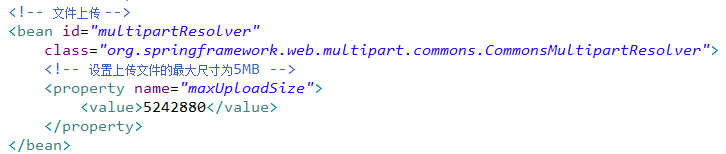 <!-- 文件上传 -->
<bean id="multipartResolver"
class="org.springframework.web.multipart.commons.CommonsMultipartResolver">
<!-- 设置上传文件的最大尺寸为5MB -->
<property name="maxUploadSize">
<value>5242880</value>
</property>
</bean>